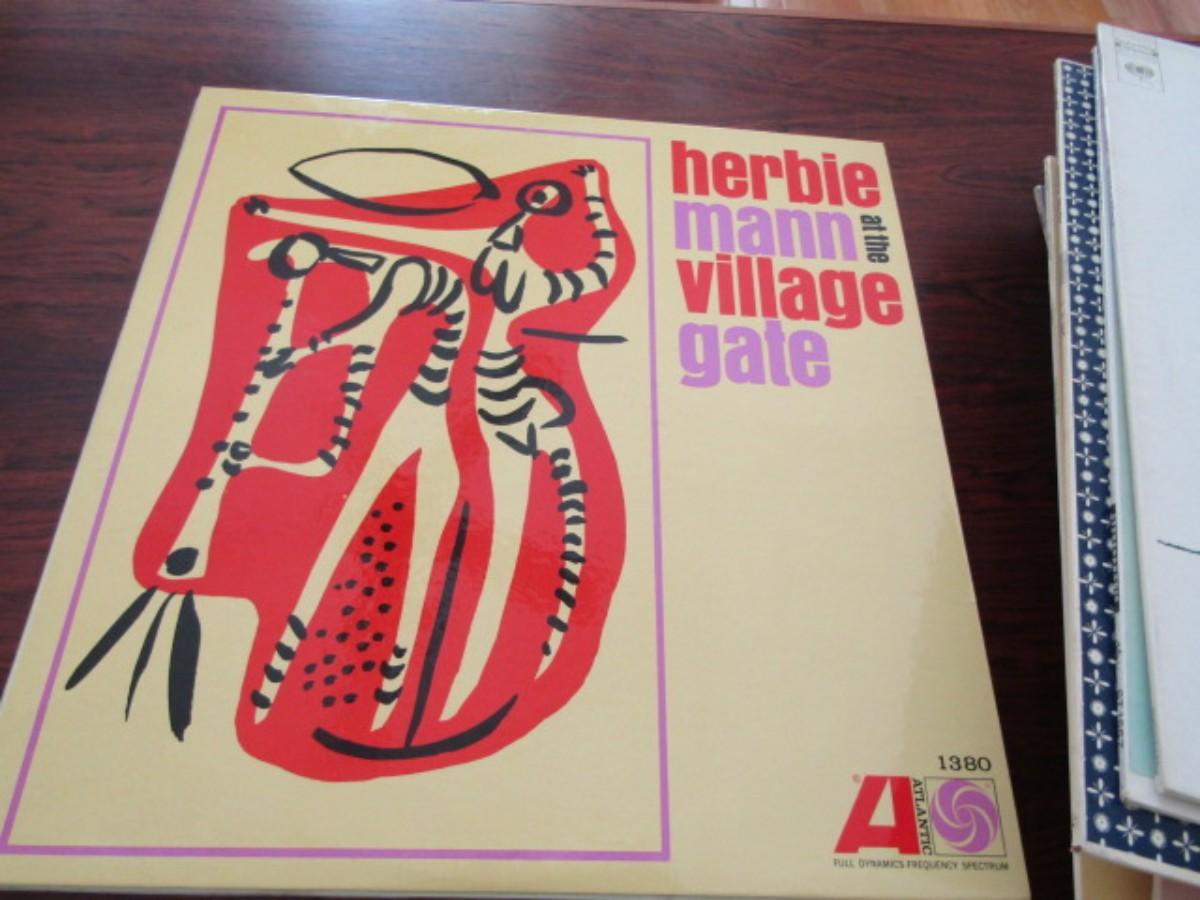 herbie
mann
at the
village
gate
1380
A
ATLANTIC
FULL DYNAMICS FREQUENCY SPECTRUM